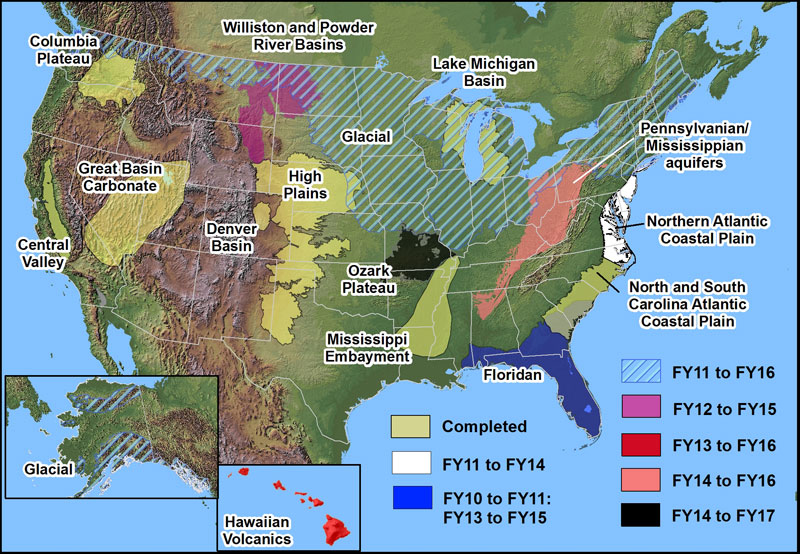 Columbia
Plateau
Williston and Powder
River Basins
Lake Michigan
Basin
Glacial
Pennsylvanian/
Mississippian
aquifers
Great Basin
Carbonate
High
Plains
Northern Atlantic
Coastal Plain
Central
Valley
Denver
Basin
Ozark
Plateau
North and South
Carolina Atlantic
Coastal Plain
Mississippi
Embayment
Floridan
Glacial
Hawaiian
Volcanics
Completed
FY11 to FY14
FY10 to FY11:
FY13 to FY15
FY11 to FY16
FY12 to FY15
FY13 to FY16
FY14 to FY16
FY14 to FY17